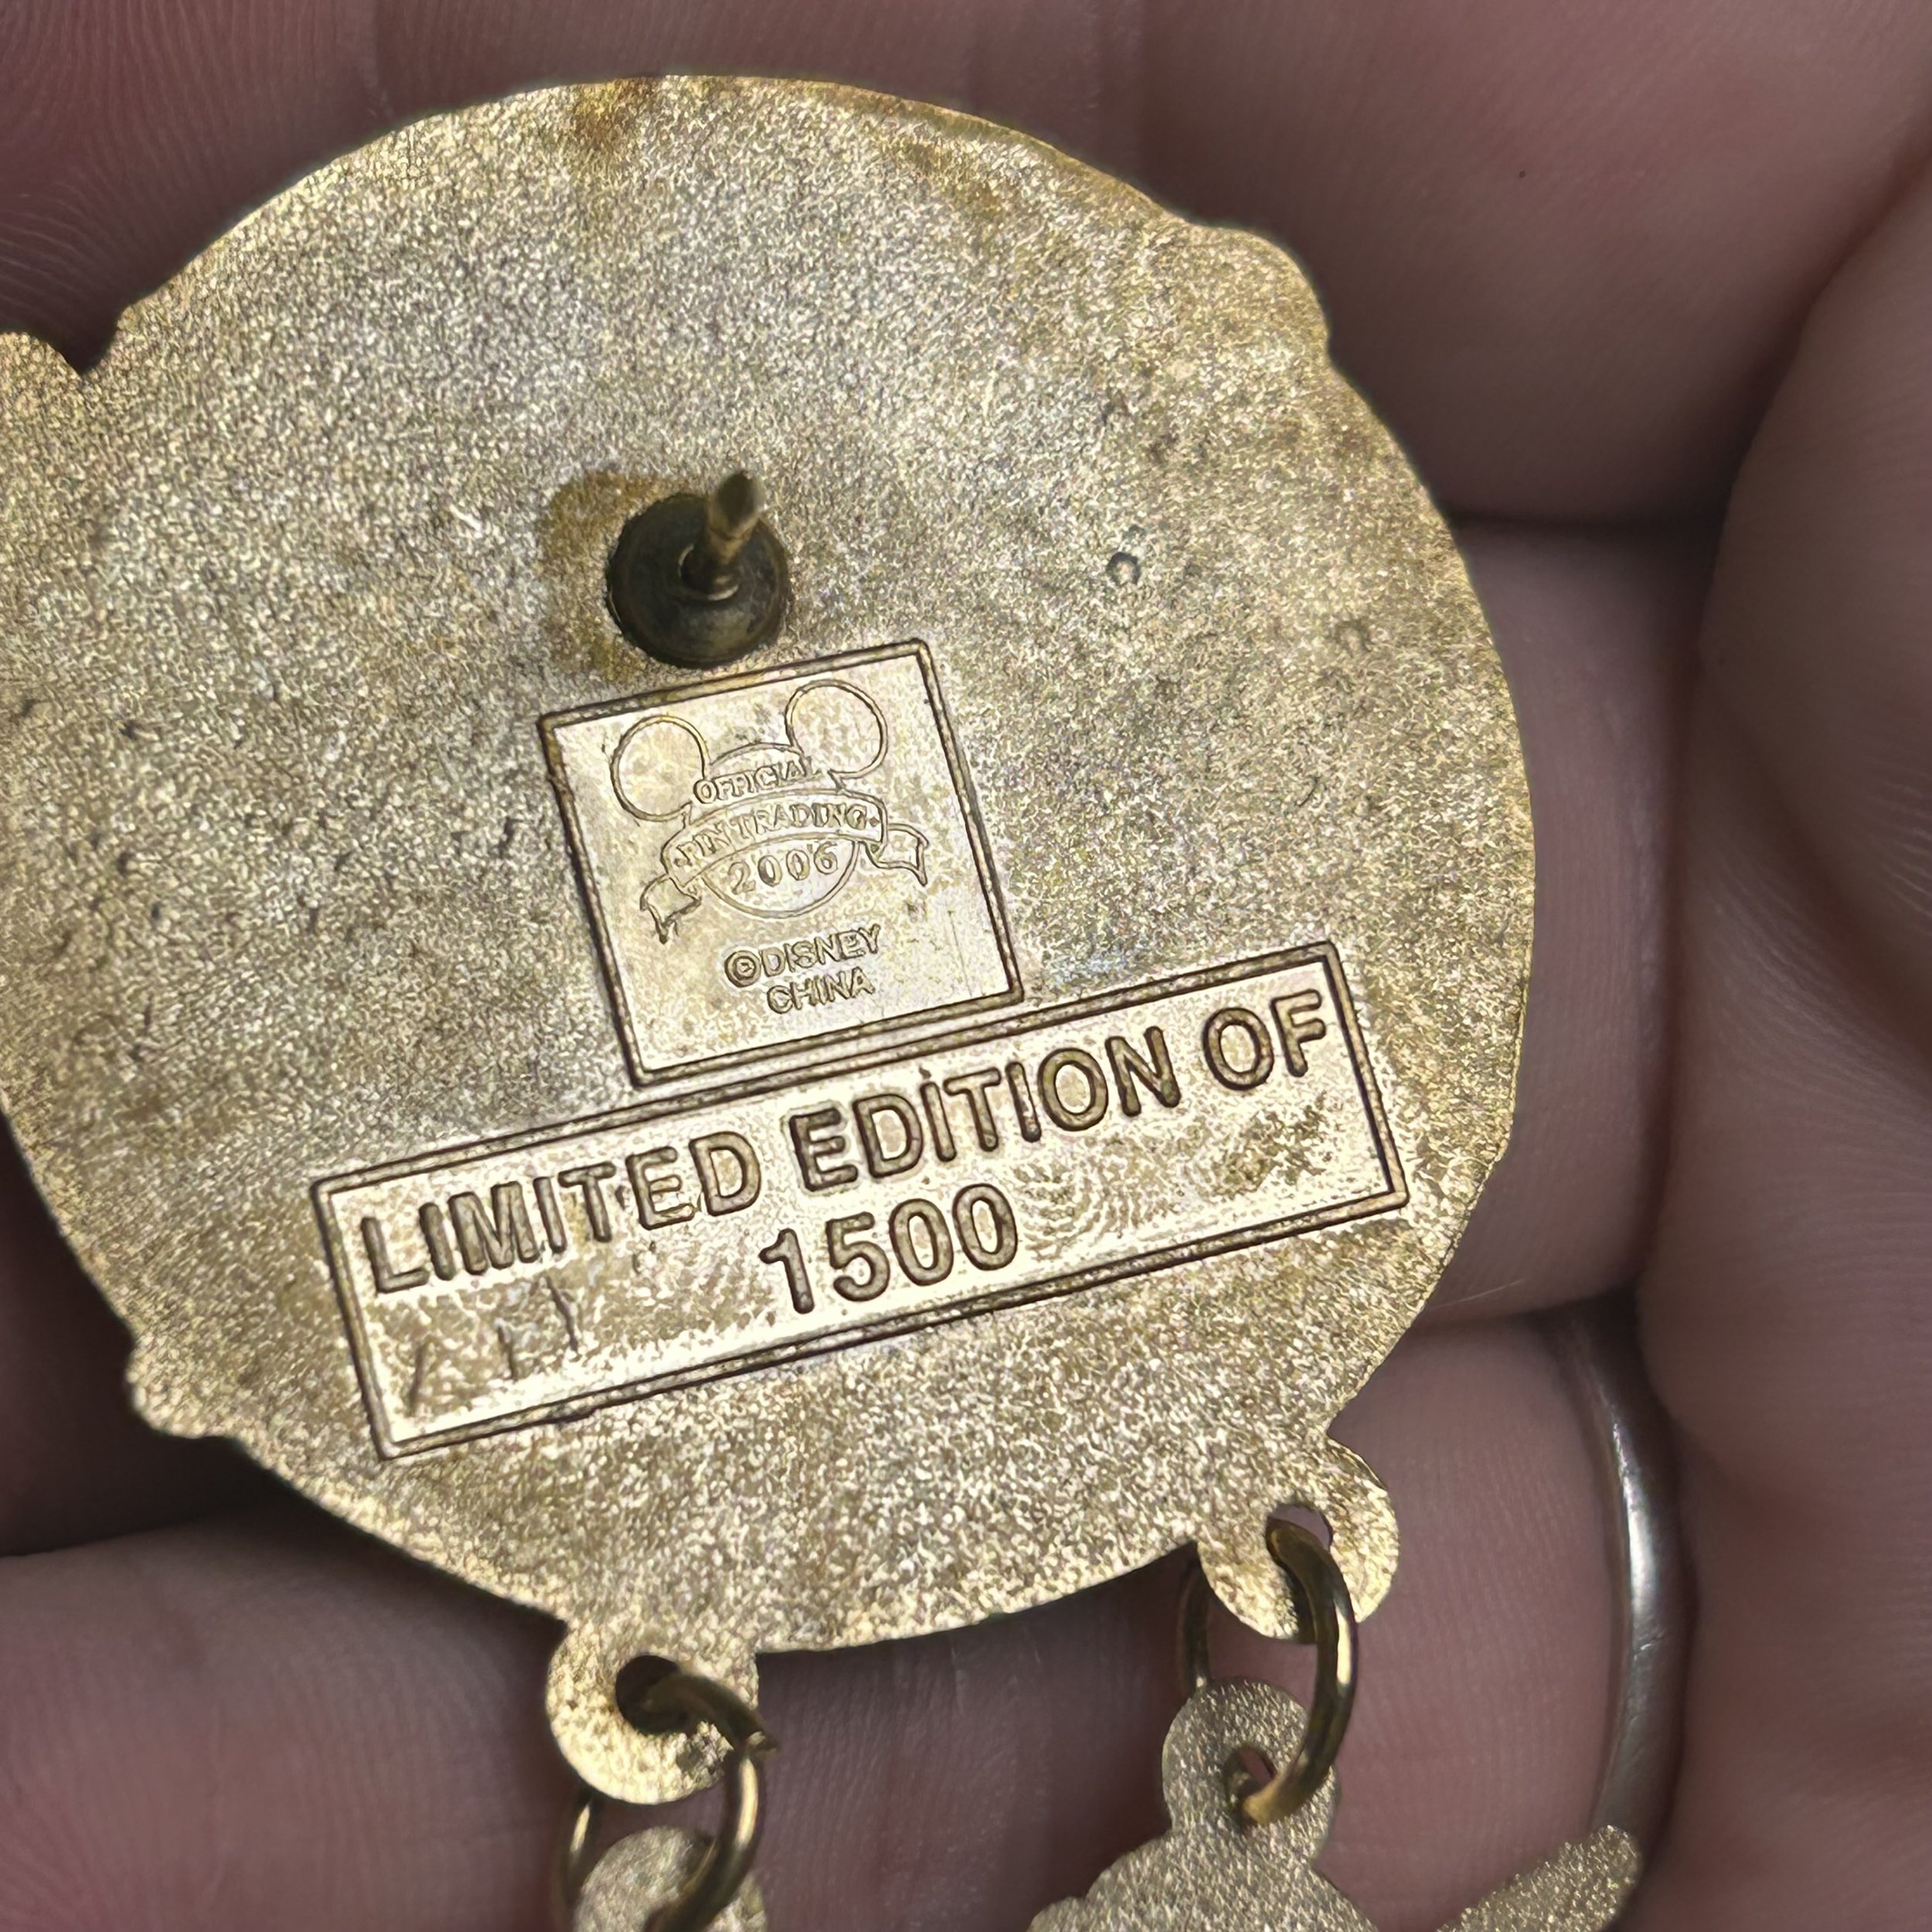 OFFICIAL
PIN TRADING
2006
©DISNEY
CHINA
LIMITED EDITION OF
1500